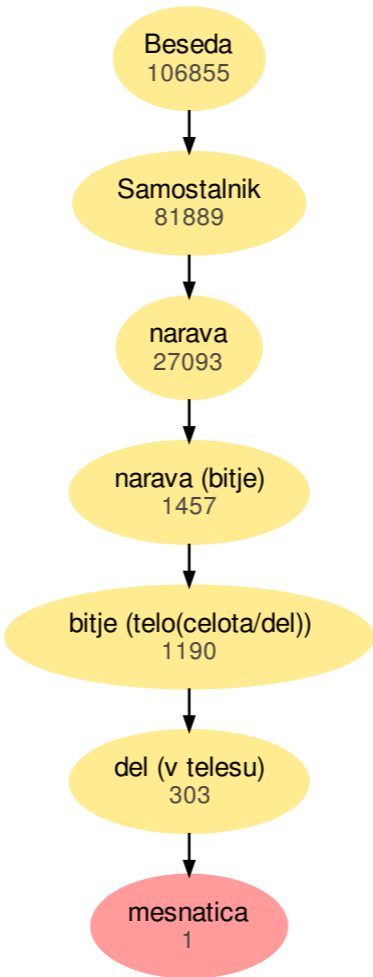 Beseda
106855
Samostalnik
81889
narava
27093
narava (bitje)
1457
bitje (telo(celota/del))
1190
del (v telesu)
303
mesnatica
1